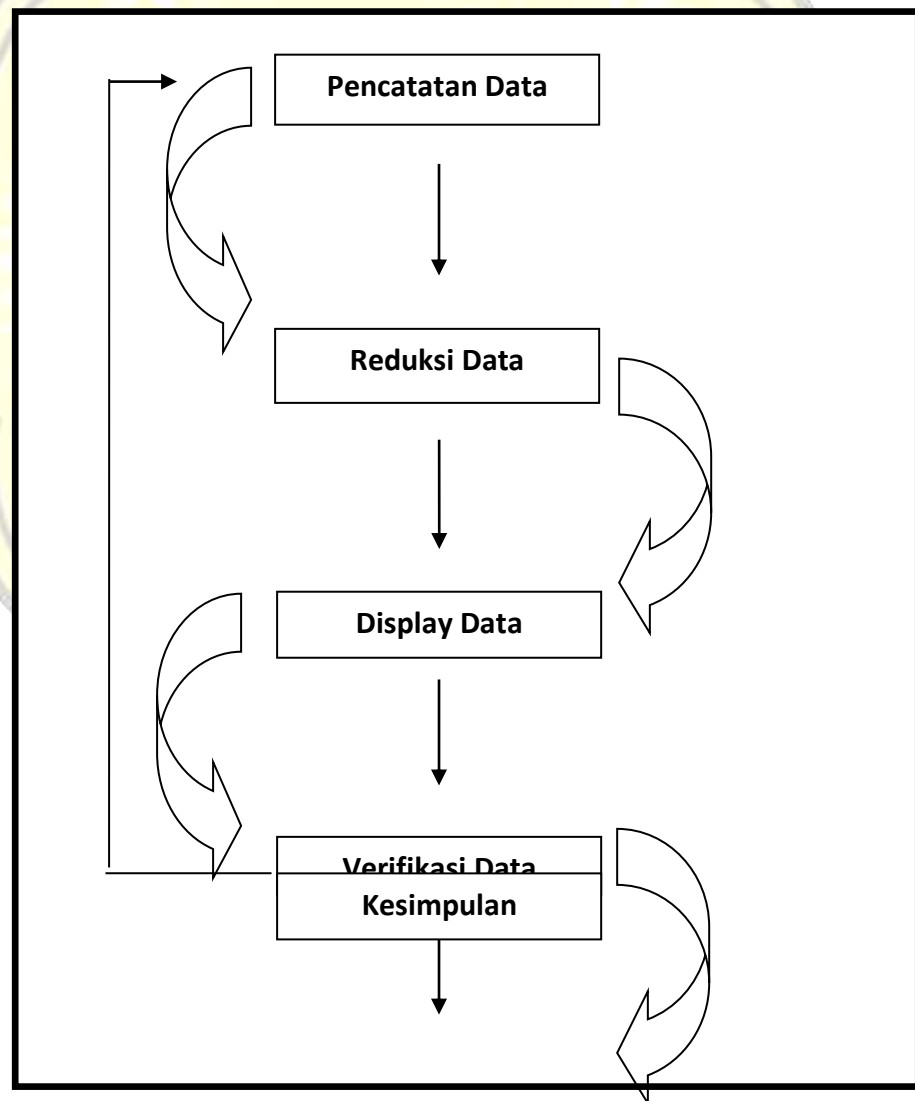 Pencatatan Data
Reduksi Data
Display Data
Verifikasi Data
Kesimpulan